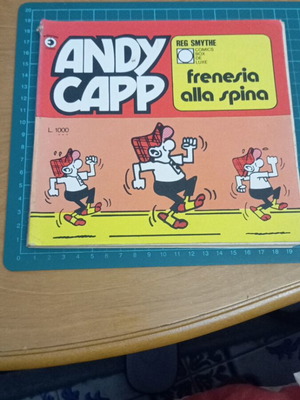 ANDY
CAPP
REG SMYTHE
COMICS
BOX
DE
LUXE
frenesia
alla spina
L. 1000